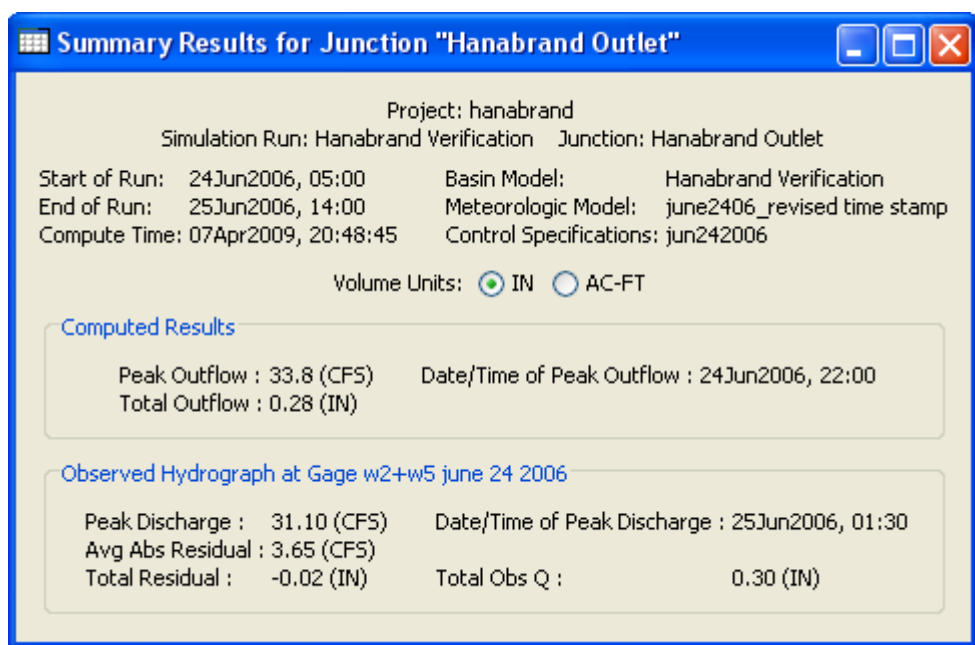 Summary Results for Junction "Hanabrand Outlet"
Project: hanabrand
Simulation Run: Hanabrand Verification Junction: Hanabrand Outlet
Start of Run: 24Jun2006, 05:00 Basin Model: Hanabrand Verification
End of Run: 25Jun2006, 14:00 Meteorologic Model: june2406_revised time stamp
Compute Time: 07Apr2009, 20:48:45 Control Specifications: jun242006
Volume Units: IN AC-FT
Computed Results
Peak Outflow : 33.8 (CFS) Date/Time of Peak Outflow : 24Jun2006, 22:00
Total Outflow : 0.28 (IN)
Observed Hydrograph at Gage w2+w5 june 24 2006
Peak Discharge : 31.10 (CFS) Date/Time of Peak Discharge : 25Jun2006, 01:30
Avg Abs Residual : 3.65 (CFS)
Total Residual : -0.02 (IN) Total Obs Q : 0.30 (IN)